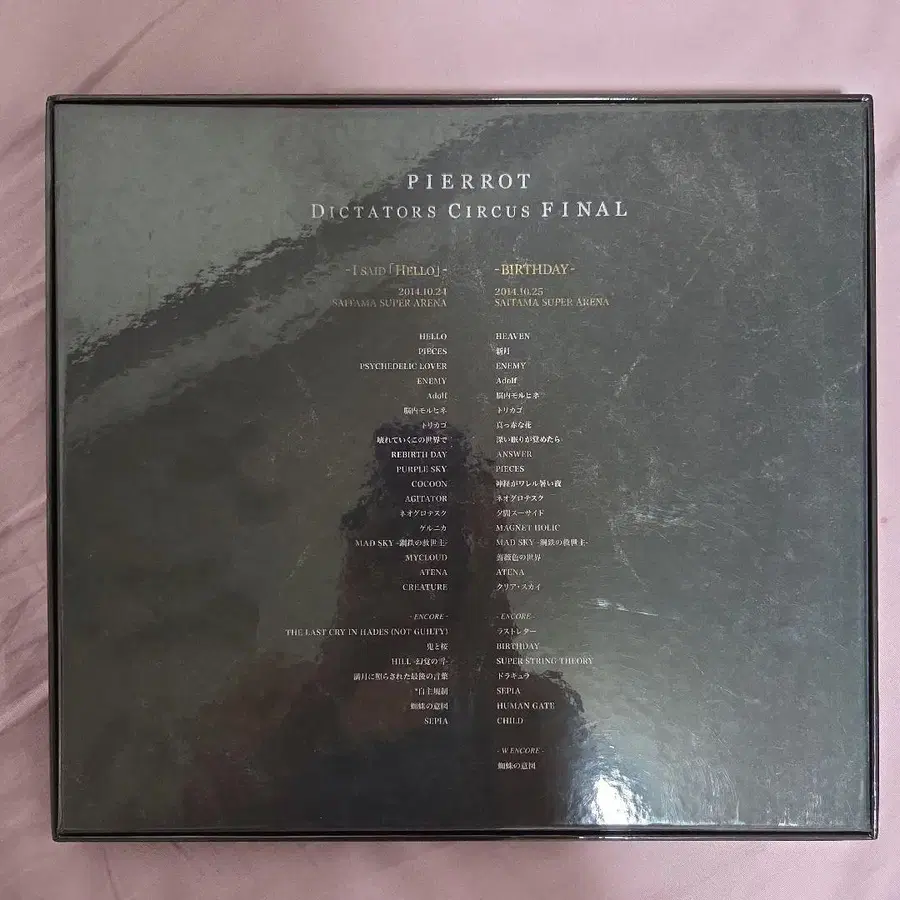 PIERROT
DICTATORS CIRCUS FINAL
-I SAID「HELLO」-
2014.10.24
SAITAMA SUPER ARENA
HELLO
PIECES
PSYCHEDELIC LOVER
ENEMY
Adolf
脳内モルヒネ
トリカゴ
壊れていくこの世界で
REBIRTH DAY
PURPLE SKY
COCOON
AGITATOR
ネオグロテスク
ゲルニカ
MAD SKY -鋼鉄の救世主-
MYCLOUD
ATENA
CREATURE
- ENCORE -
THE LAST CRY IN HADES (NOT GUILTY)
鬼と桜
HILL -幻覚の雪-
満月に照らされた最後の言葉
*自主規制
蜘蛛の意図
SEPIA
-BIRTHDAY-
2014.10.25
SAITAMA SUPER ARENA
HEAVEN
新月
ENEMY
Adolf
脳内モルヒネ
トリカゴ
真っ赤な花
深い眠りが覚めたら
ANSWER
PIECES
神経がワレル暑い夜
ネオグロテスク
夕闇スーサイド
MAGNET HOLIC
MAD SKY -鋼鉄の救世主-
薔薇色の世界
ATENA
クリア・スカイ
- ENCORE -
ラストレター
BIRTHDAY
SUPER STRING THEORY
ドラキュラ
SEPIA
HUMAN GATE
CHILD
- W ENCORE -
蜘蛛の意図